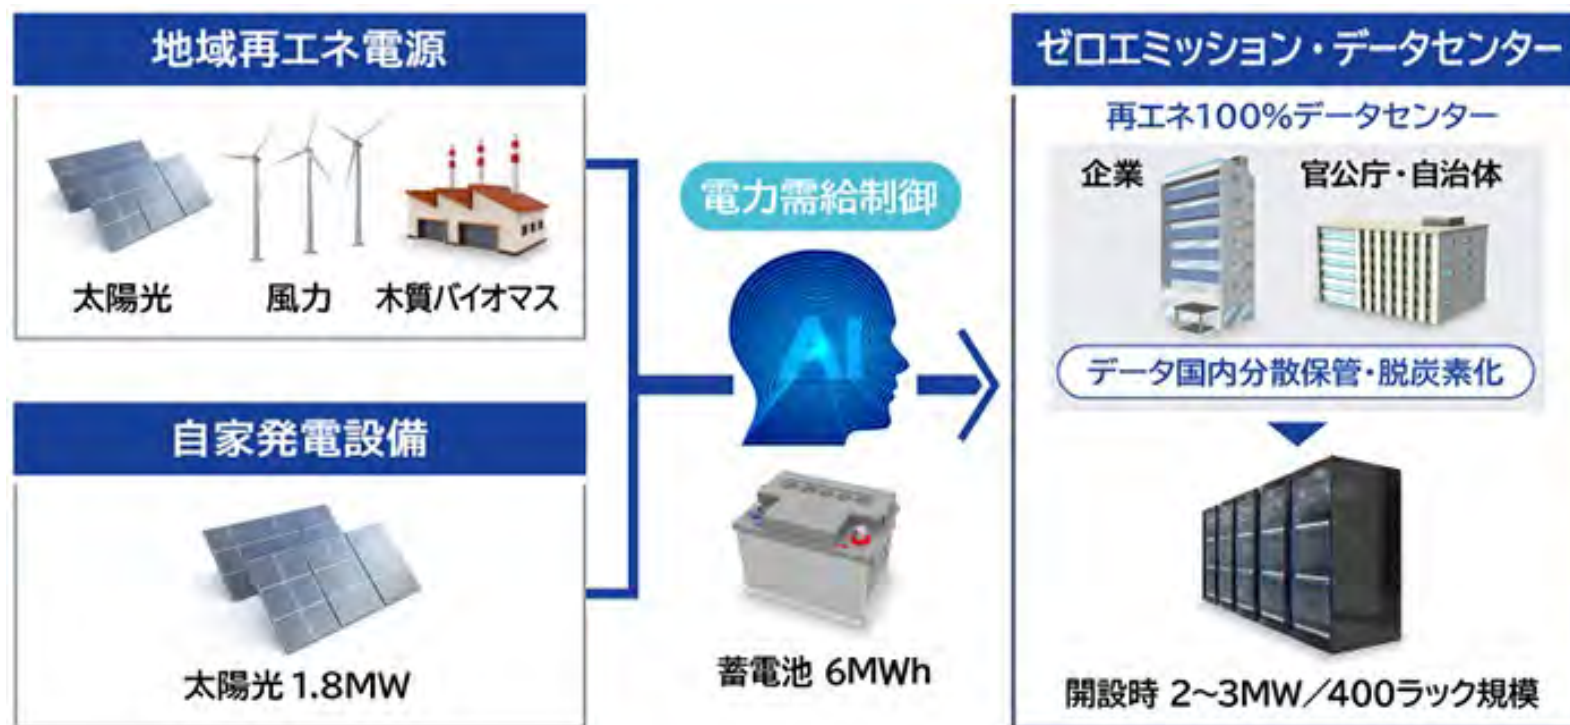 地域再エネ電源
太陽光
風力
木質バイオマス
自家発電設備
太陽光 1.8MW
電力需給制御
AI
蓄電池 6MWh
ゼロエミッション・データセンター
再エネ100%データセンター
企業
官公庁・自治体
データ国内分散保管・脱炭素化
開設時 2~3MW/400ラック規模